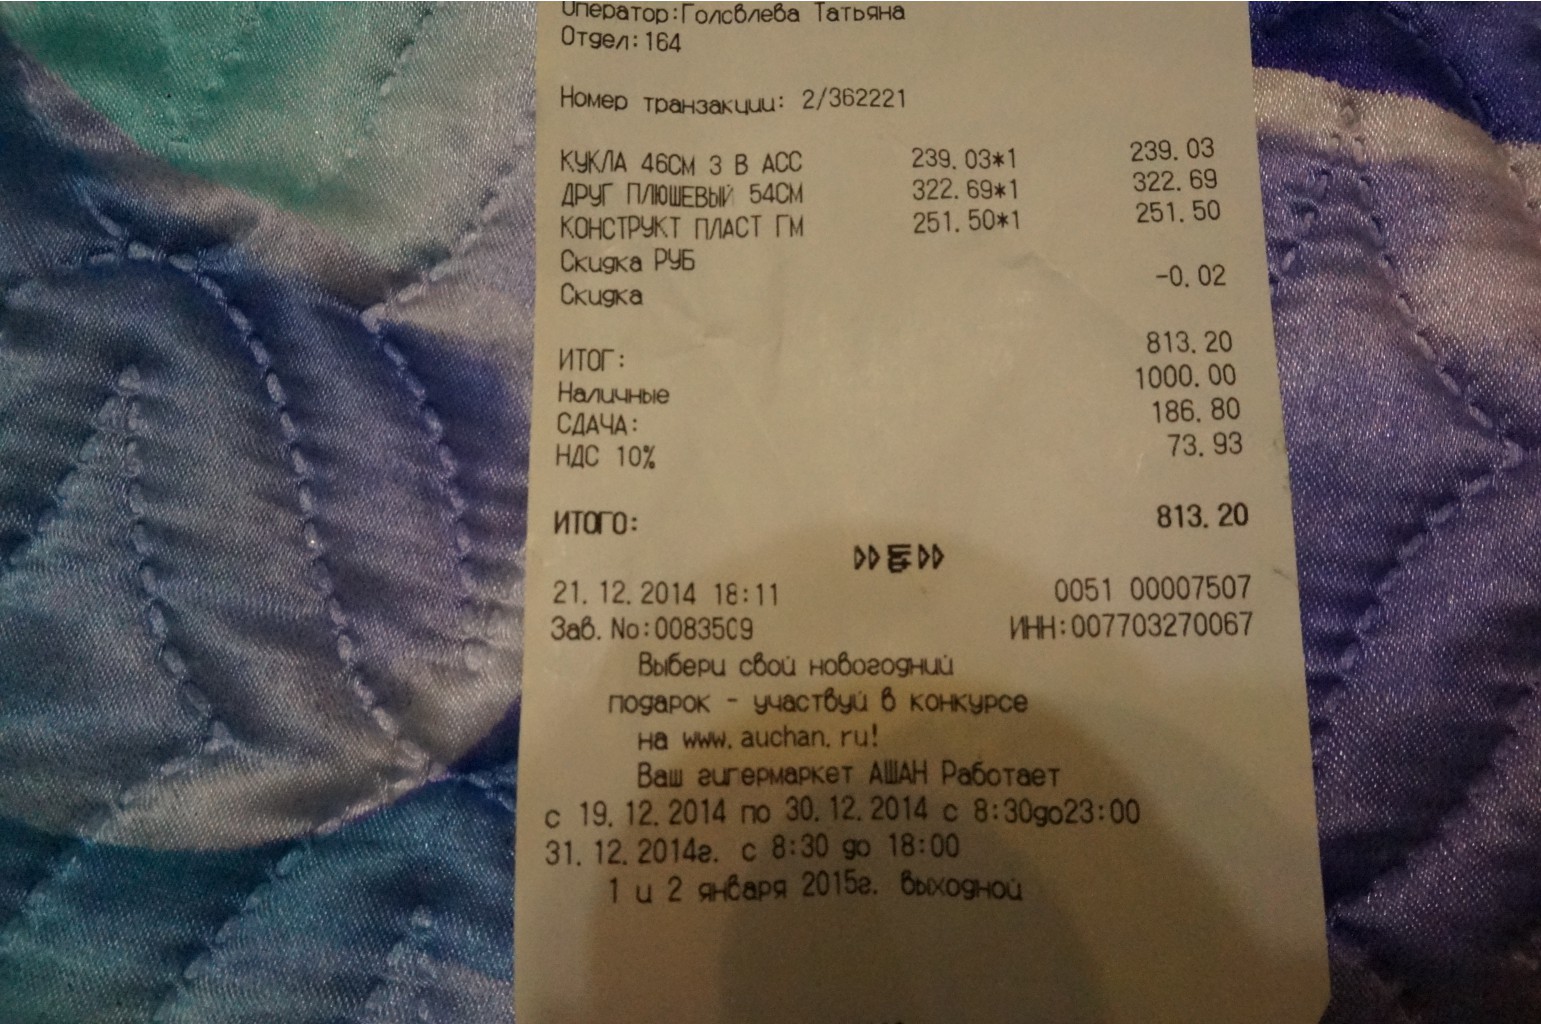 Оператор:Головлева Татьяна
Отдел:164
Номер транзакции: 2/362221
КУКЛА 46СМ 3 В АСС 239.03*1 239.03
ДРУГ ПЛЮШЕВЫЙ 54СМ 322.69*1 322.69
КОНСТРУКТ ПЛАСТ ГМ 251.50*1 251.50
Скидка РУБ
Скидка -0.02
ИТОГ: 813.20
Наличные 1000.00
СДАЧА: 186.80
НДС 10% 73.93
ИТОГО: 813.20
21.12.2014 18:11 0051 00007507
Зав. No:0083509 ИНН:007703270067
Выбери свой новогодний
подарок - участвуй в конкурсе
на www.auchan.ru!
Ваш гигермаркет АШАН Работает
с 19.12.2014 по 30.12.2014 с 8:30до23:00
31.12.2014г. с 8:30 до 18:00
1 и 2 января 2015г. выходной